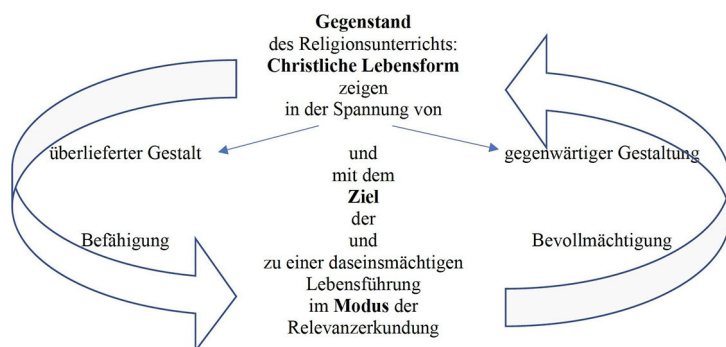 Gegenstand
des Religionsunterrichts:
Christliche Lebensform
zeigen
in der Spannung von
überlieferter Gestalt und gegenwärtiger Gestaltung
mit dem
Ziel
der
Befähigung und Bevollmächtigung
zu einer daseinsmächtigen
Lebensführung
im Modus der
Relevanzerkundung